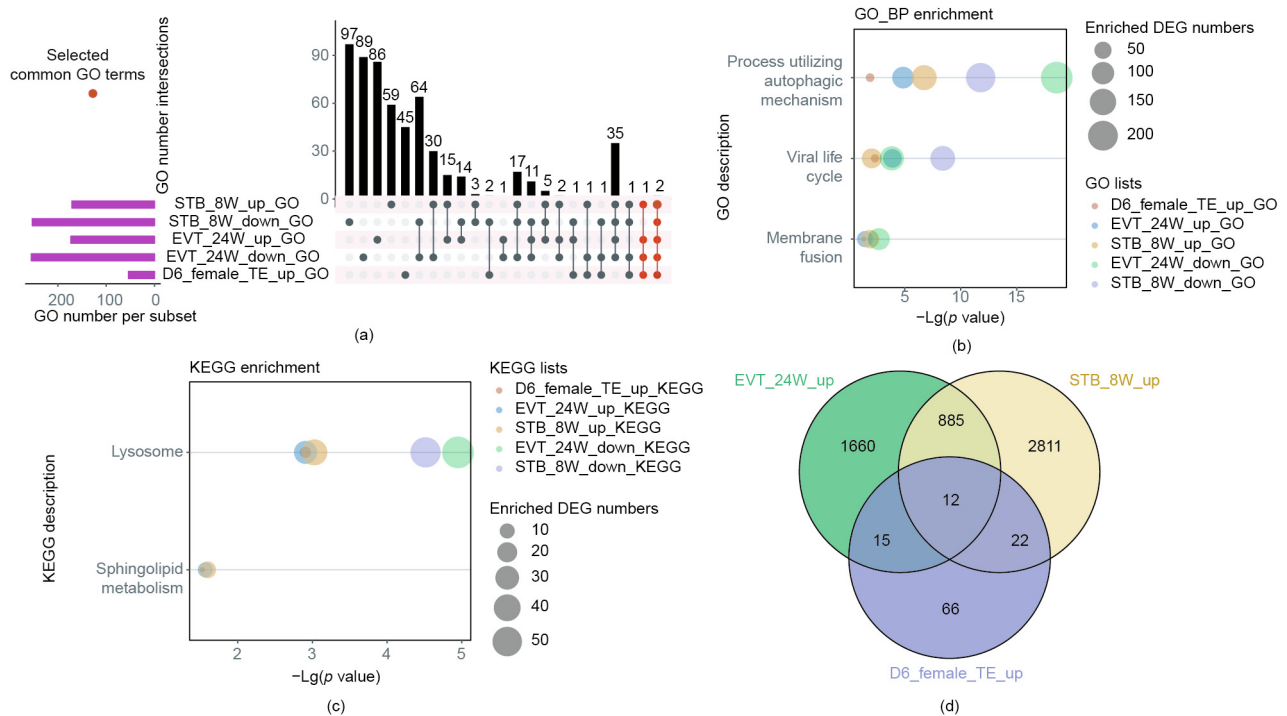 Selected
common GO terms
GO number intersections
90
60
30
0
97
89
86
59
45
64
30
15
14
3
2
1
17
11
5
2
1
1
1
35
1
1
2
STB_8W_up_GO
STB_8W_down_GO
EVT_24W_up_GO
EVT_24W_down_GO
D6_female_TE_up_GO
200 100 0
GO number per subset
(a)
GO_BP enrichment
GO description
Process utilizing
autophagic
mechanism
Viral life
cycle
Membrane
fusion
5 10 15
−Lg(p value)
Enriched DEG numbers
50
100
150
200
GO lists
D6_female_TE_up_GO
EVT_24W_up_GO
STB_8W_up_GO
EVT_24W_down_GO
STB_8W_down_GO
(b)
KEGG enrichment
KEGG description
Lysosome
Sphingolipid
metabolism
2 3 4 5
−Lg(p value)
KEGG lists
D6_female_TE_up_KEGG
EVT_24W_up_KEGG
STB_8W_up_KEGG
EVT_24W_down_KEGG
STB_8W_down_KEGG
Enriched DEG numbers
10
20
30
40
50
(c)
EVT_24W_up
STB_8W_up
885
1660
2811
12
15
22
66
D6_female_TE_up
(d)